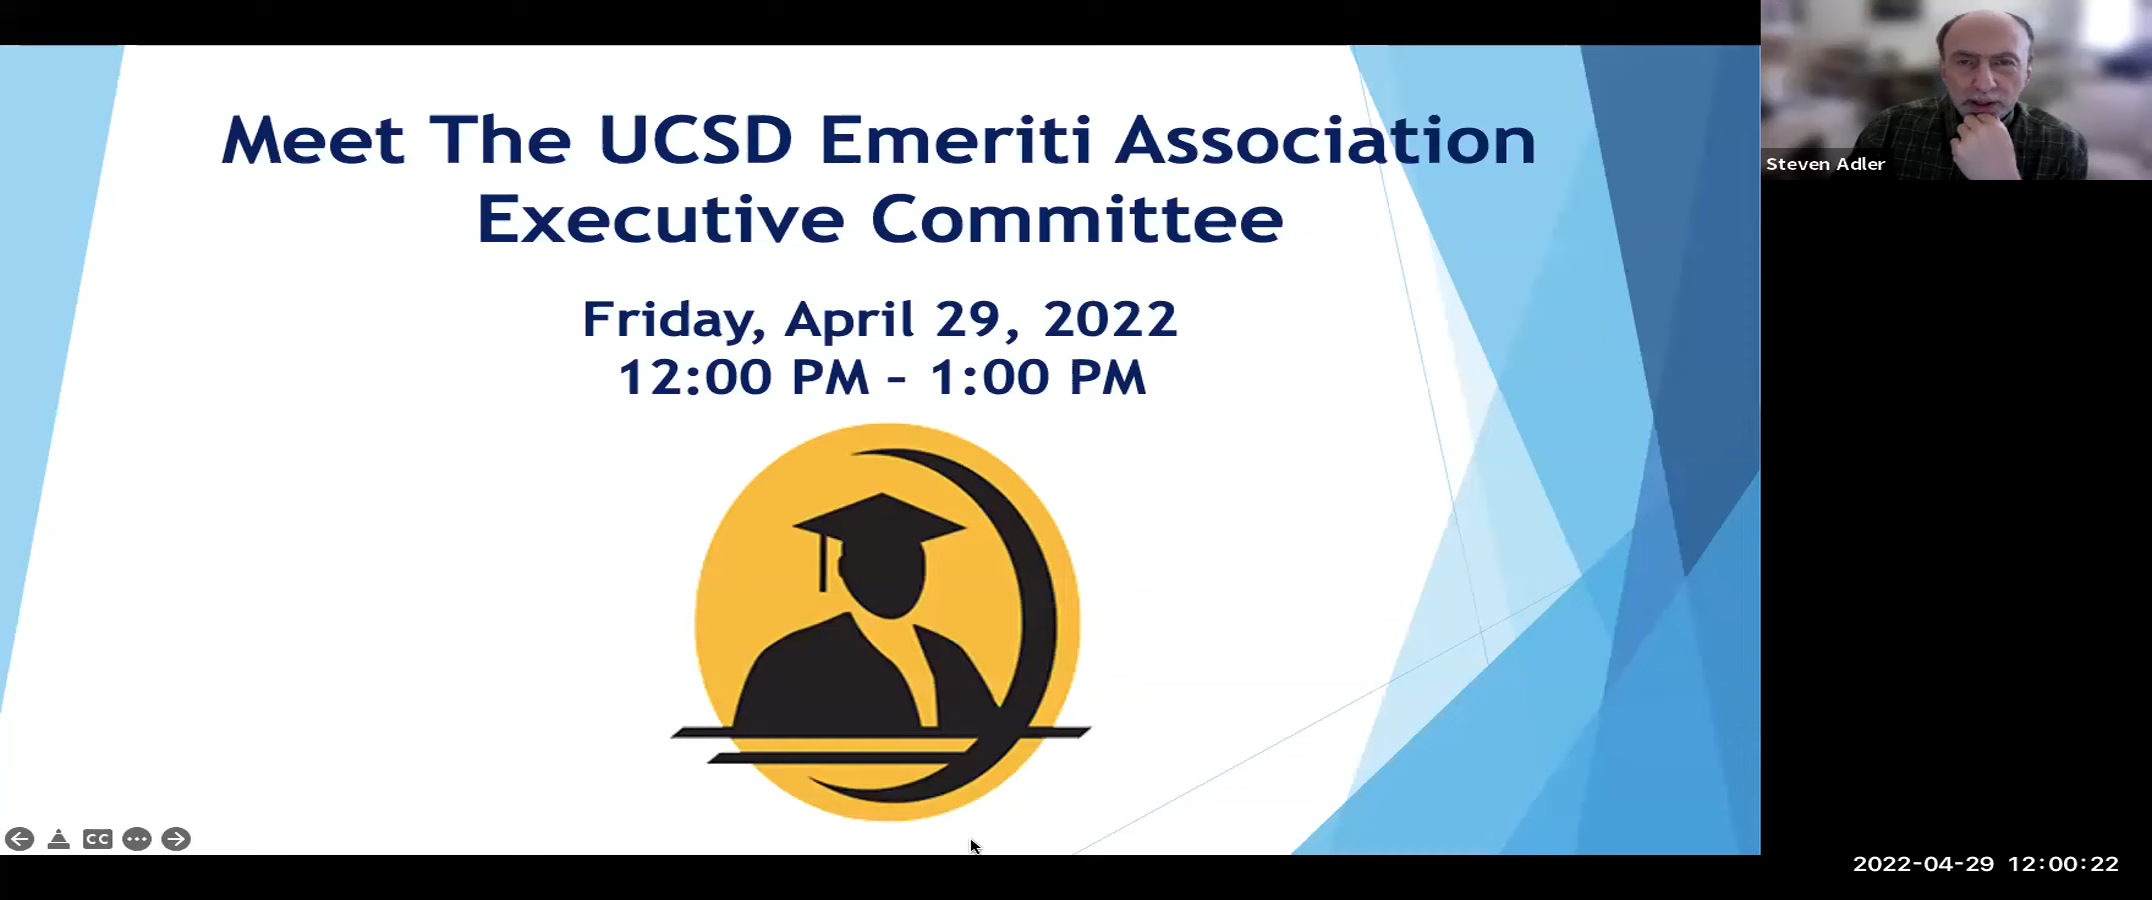 Meet The UCSD Emeriti Association
Executive Committee
Friday, April 29, 2022
12:00 PM – 1:00 PM
Steven Adler
CC
2022-04-29 12:00:22